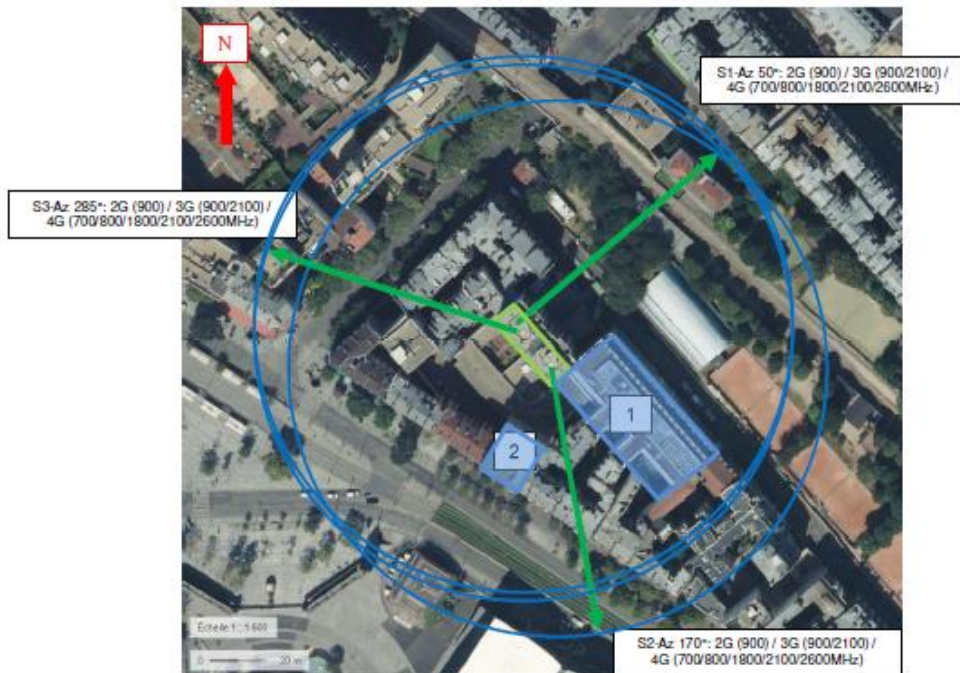 N
S1-Az 50°: 2G (900) / 3G (900/2100) /
4G (700/800/1800/2100/2600MHz)
S3-Az 285°: 2G (900) / 3G (900/2100) /
4G (700/800/1800/2100/2600MHz)
1
2
Échelle 1 : 1 500
0 20 m
S2-Az 170°: 2G (900) / 3G (900/2100) /
4G (700/800/1800/2100/2600MHz)